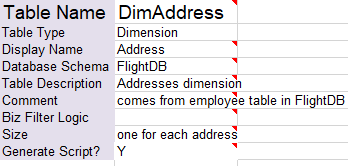 Table Name DimAddress
Table Type Dimension
Display Name Address
Database Schema FlightDB
Table Description Addresses dimension
Comment comes from employee table in FlightDB
Biz Filter Logic
Size one for each address
Generate Script? Y